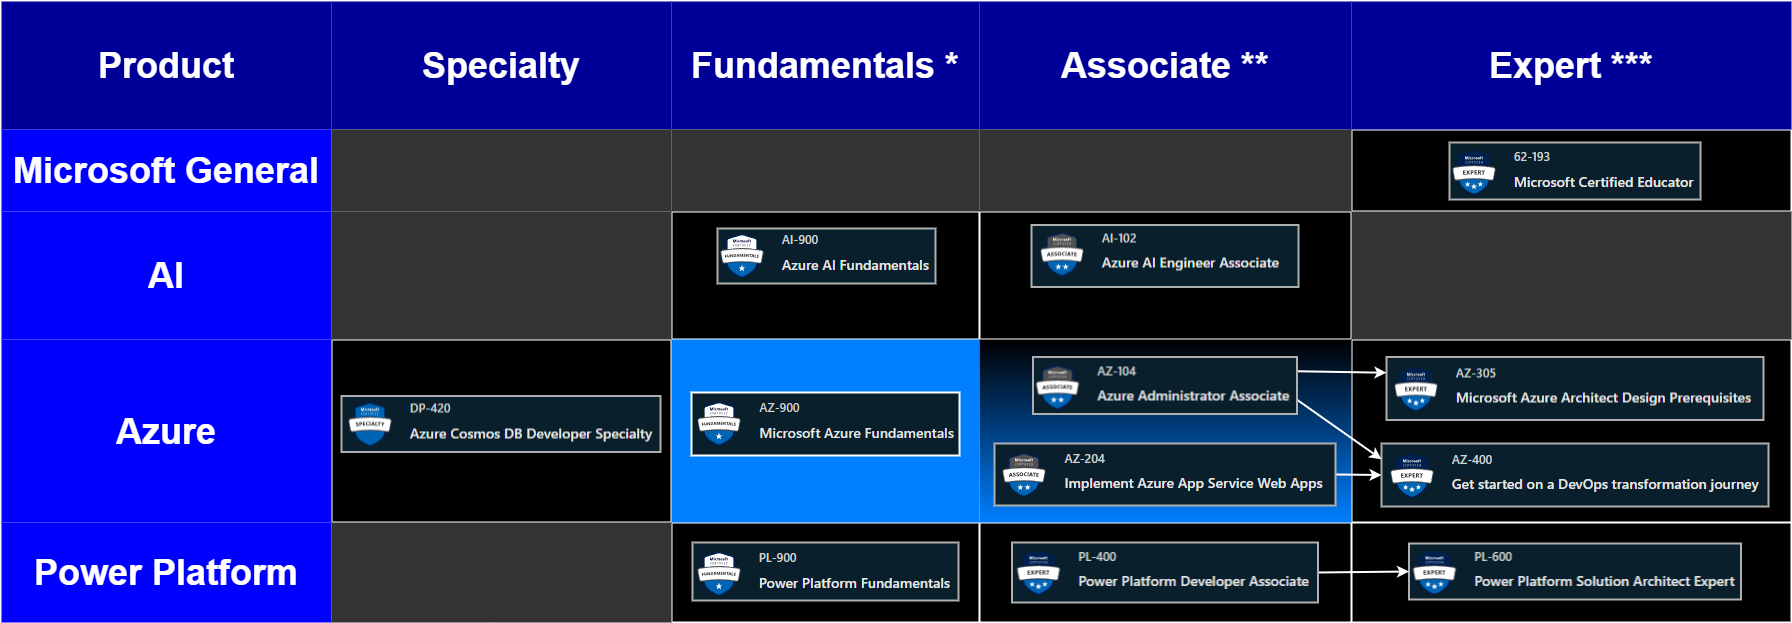 Product
Specialty
Fundamentals *
Associate **
Expert ***
Microsoft General
EXPERT
62-193
Microsoft Certified Educator
AI
Microsoft
CERTIFIED
FUNDAMENTALS
AI-900
Azure AI Fundamentals
Microsoft
CERTIFIED
ASSOCIATE
AI-102
Azure AI Engineer Associate
Azure
Microsoft
CERTIFIED
SPECIALTY
DP-420
Azure Cosmos DB Developer Specialty
Microsoft
CERTIFIED
FUNDAMENTALS
AZ-900
Microsoft Azure Fundamentals
Microsoft
CERTIFIED
ASSOCIATE
AZ-104
Azure Administrator Associate
Microsoft
CERTIFIED
ASSOCIATE
AZ-204
Implement Azure App Service Web Apps
Microsoft
CERTIFIED
EXPERT
AZ-305
Microsoft Azure Architect Design Prerequisites
Microsoft
CERTIFIED
EXPERT
AZ-400
Get started on a DevOps transformation journey
Power Platform
Microsoft
CERTIFIED
FUNDAMENTALS
PL-900
Power Platform Fundamentals
Microsoft
CERTIFIED
EXPERT
PL-400
Power Platform Developer Associate
Microsoft
CERTIFIED
EXPERT
PL-600
Power Platform Solution Architect Expert